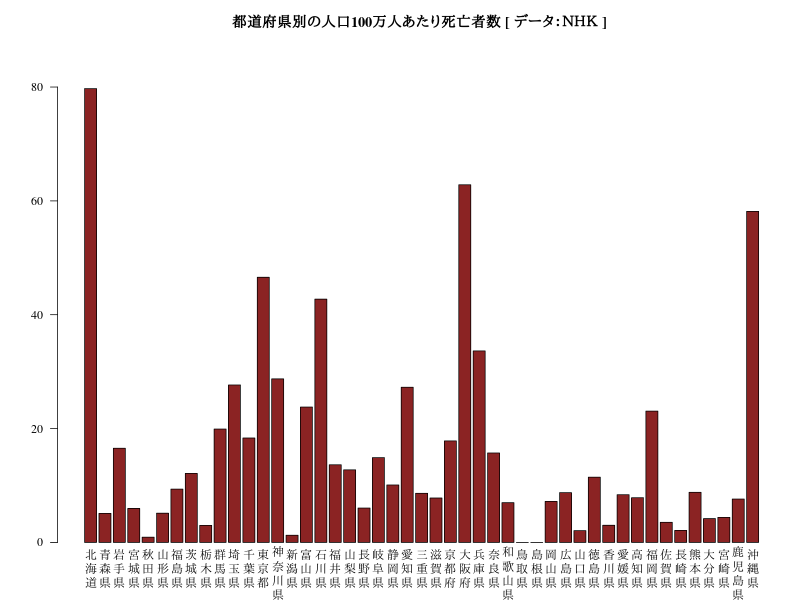 都道府県別の人口100万人あたり死亡者数 [ データ：NHK ]
80
60
40
20
0
北海道
青森県
岩手県
宮城県
秋田県
山形県
福島県
茨城県
栃木県
群馬県
埼玉県
千葉県
東京都
神奈川県
新潟県
富山県
石川県
福井県
山梨県
長野県
岐阜県
静岡県
愛知県
三重県
滋賀県
京都府
大阪府
兵庫県
奈良県
和歌山県
鳥取県
島根県
岡山県
広島県
山口県
徳島県
香川県
愛媛県
高知県
福岡県
佐賀県
長崎県
熊本県
大分県
宮崎県
鹿児島県
沖縄県